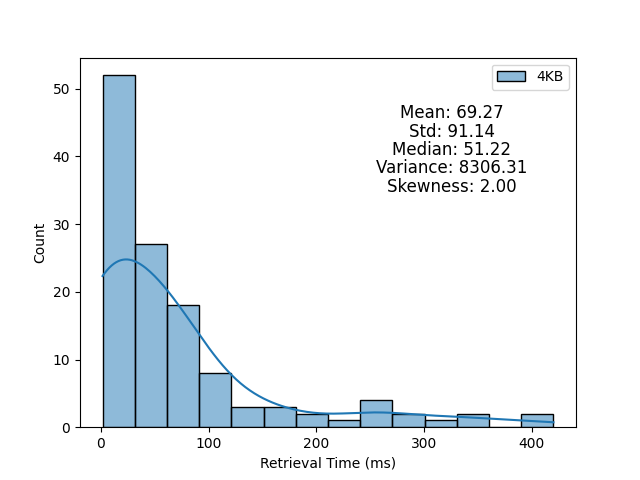 4KB
Mean: 69.27
Std: 91.14
Median: 51.22
Variance: 8306.31
Skewness: 2.00
Count
50
40
30
20
10
0
0 100 200 300 400
Retrieval Time (ms)